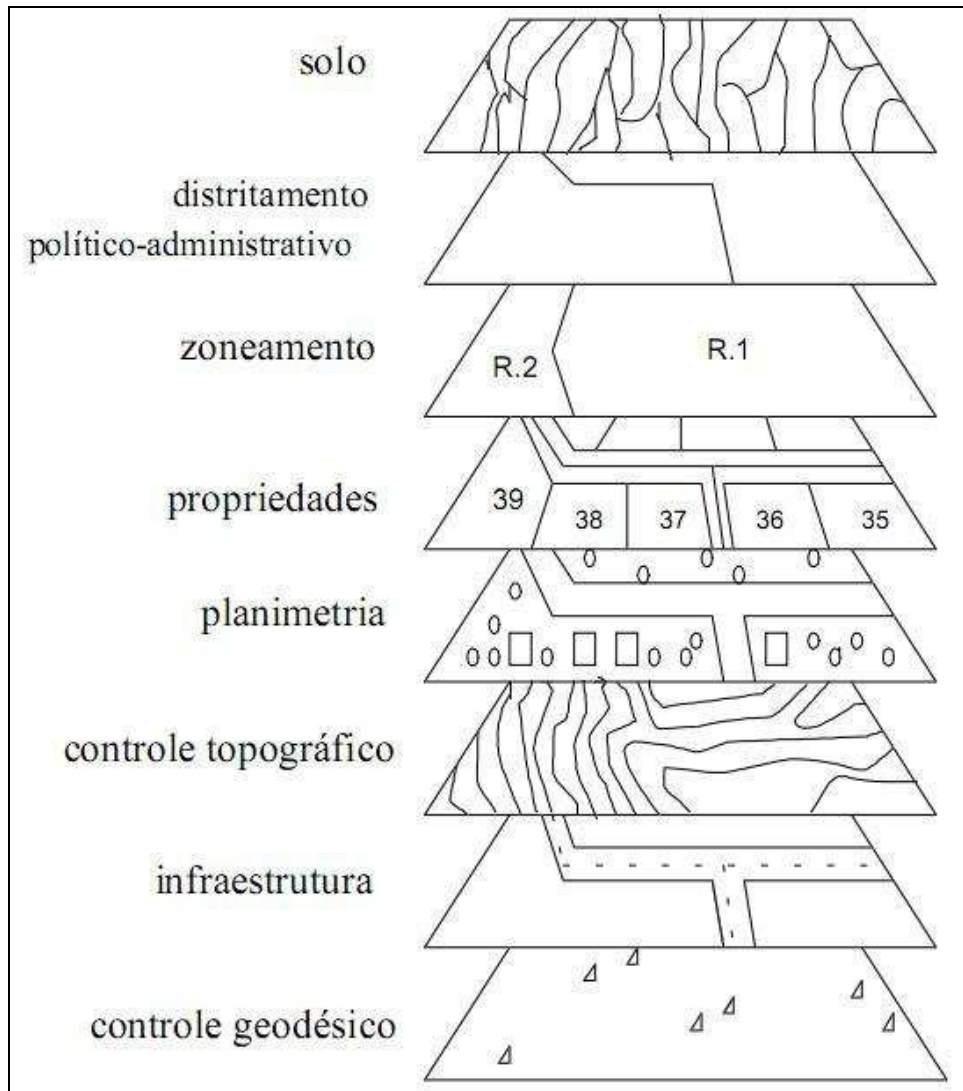 solo
distritamento
político-administrativo
zoneamento
R.2
R.1
propriedades
39
38
37
36
35
planimetria
controle topográfico
infraestrutura
controle geodésico